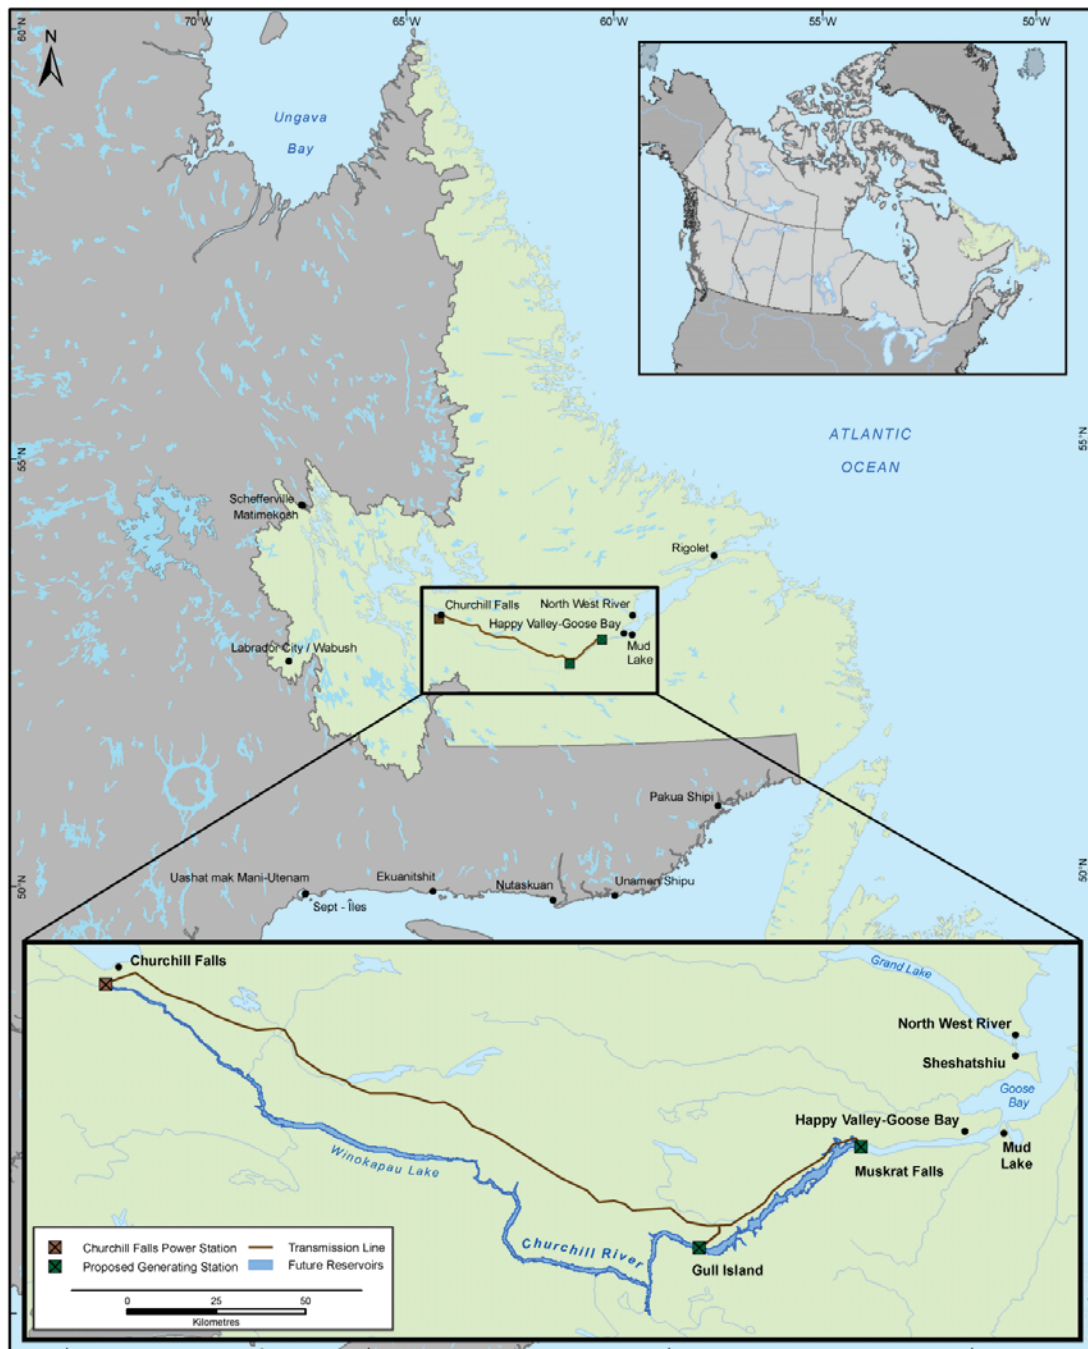 70°W 65°W 60°W 55°W 50°W
60°N
N
Ungava
Bay
ATLANTIC
OCEAN
55°N
55°N
Schefferville
Matimekosh
Rigolet
Churchill Falls
North West River
Happy Valley-Goose Bay
Mud
Lake
Labrador City / Wabush
Pakua Shipi
50°N
50°N
Uashat mak Mani-Utenam
Ekuanitshit
Nutaskuan
Unamen Shipu
Sept - Îles
Churchill Falls
Grand Lake
North West River
Sheshatshiu
Goose
Bay
Happy Valley-Goose Bay
Mud
Lake
Muskrat Falls
Winokapau Lake
Churchill River
Gull Island
Churchill Falls Power Station
Transmission Line
Proposed Generating Station
Future Reservoirs
0 25 50
Kilometres